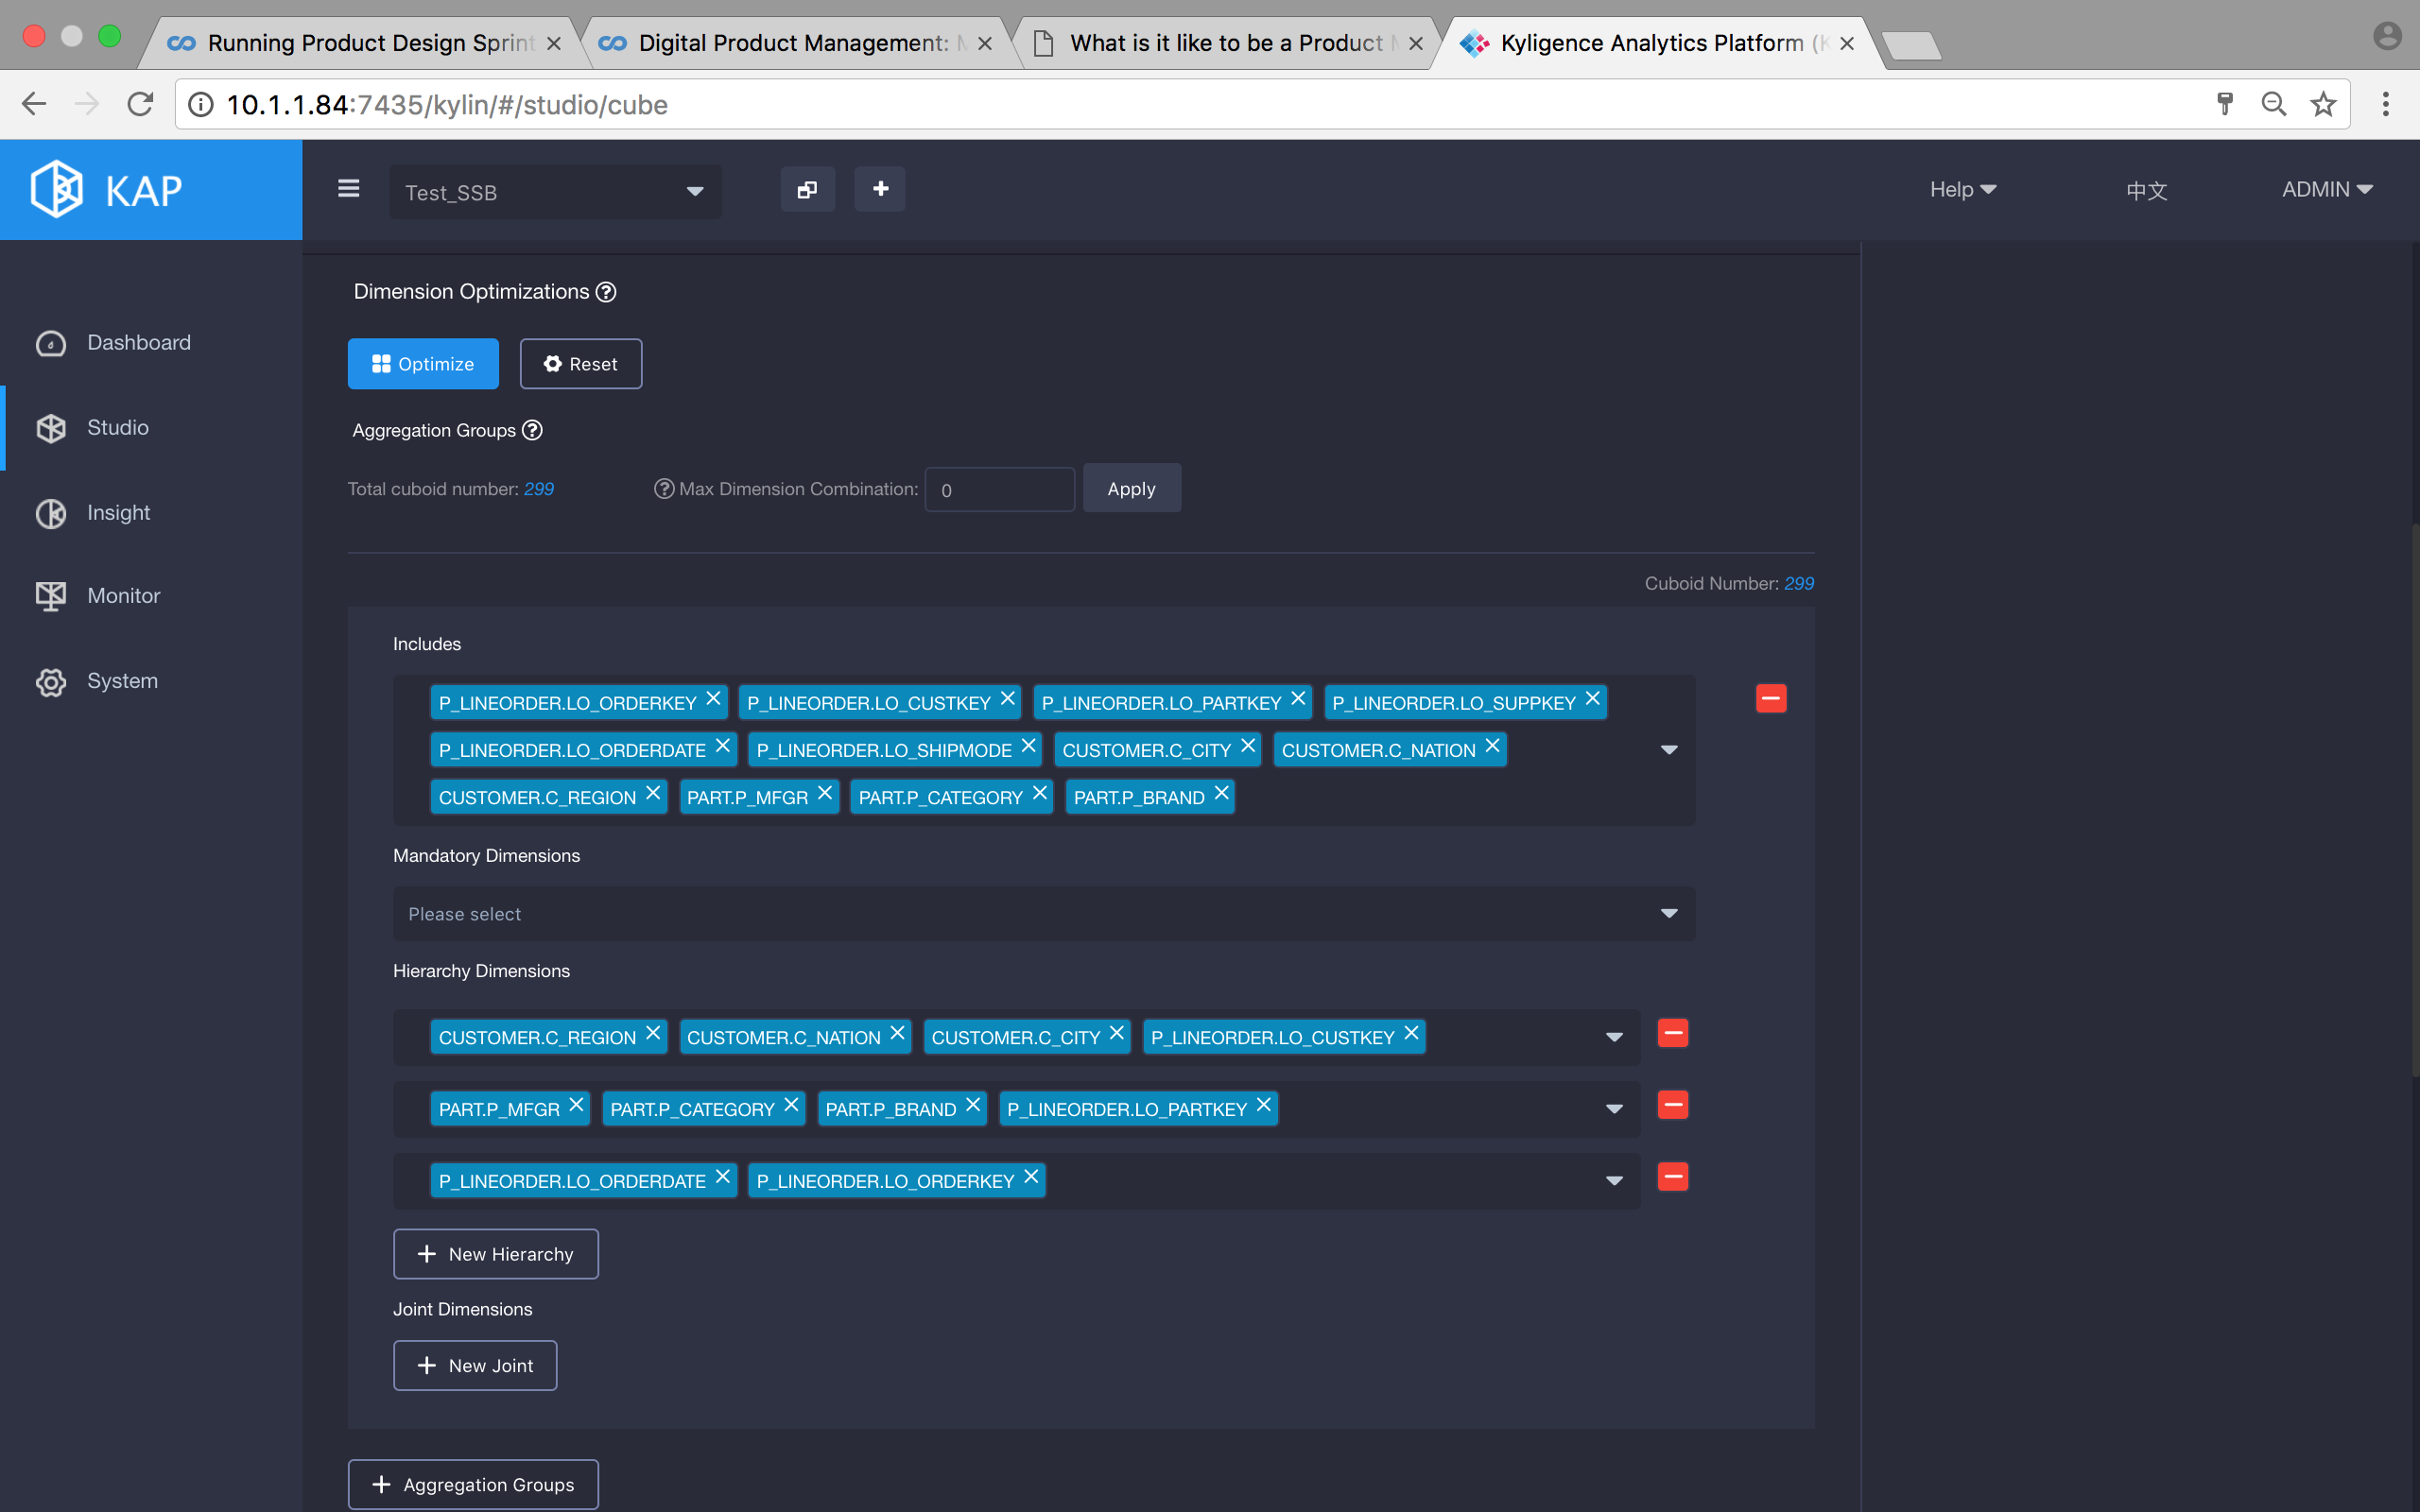 Running Product Design Sprint
Digital Product Management: M
What is it like to be a Product M
Kyligence Analytics Platform (K
10.1.1.84:7435/kylin/#/studio/cube
KAP
Test_SSB
Help
中文
ADMIN
Dashboard
Studio
Insight
Monitor
System
Dimension Optimizations
Optimize
Reset
Aggregation Groups
Total cuboid number: 299
Max Dimension Combination: 0
Apply
Cuboid Number: 299
Includes
P_LINEORDER.LO_ORDERKEY P_LINEORDER.LO_CUSTKEY P_LINEORDER.LO_PARTKEY P_LINEORDER.LO_SUPPKEY
P_LINEORDER.LO_ORDERDATE P_LINEORDER.LO_SHIPMODE CUSTOMER.C_CITY CUSTOMER.C_NATION
CUSTOMER.C_REGION PART.P_MFGR PART.P_CATEGORY PART.P_BRAND
Mandatory Dimensions
Please select
Hierarchy Dimensions
CUSTOMER.C_REGION CUSTOMER.C_NATION CUSTOMER.C_CITY P_LINEORDER.LO_CUSTKEY
PART.P_MFGR PART.P_CATEGORY PART.P_BRAND P_LINEORDER.LO_PARTKEY
P_LINEORDER.LO_ORDERDATE P_LINEORDER.LO_ORDERKEY
New Hierarchy
Joint Dimensions
New Joint
Aggregation Groups